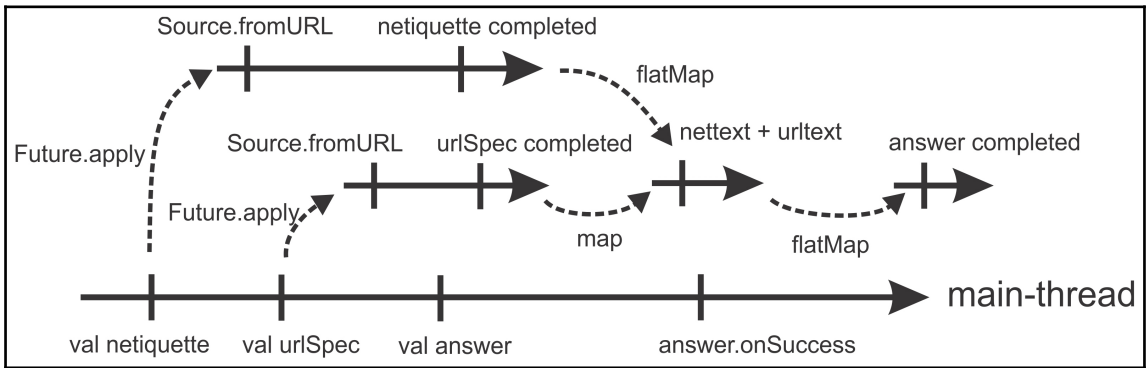 Source.fromURL
netiquette completed
flatMap
Future.apply
Source.fromURL
urlSpec completed
nettext + urltext
answer completed
Future.apply
map
flatMap
main-thread
val netiquette
val urlSpec
val answer
answer.onSuccess